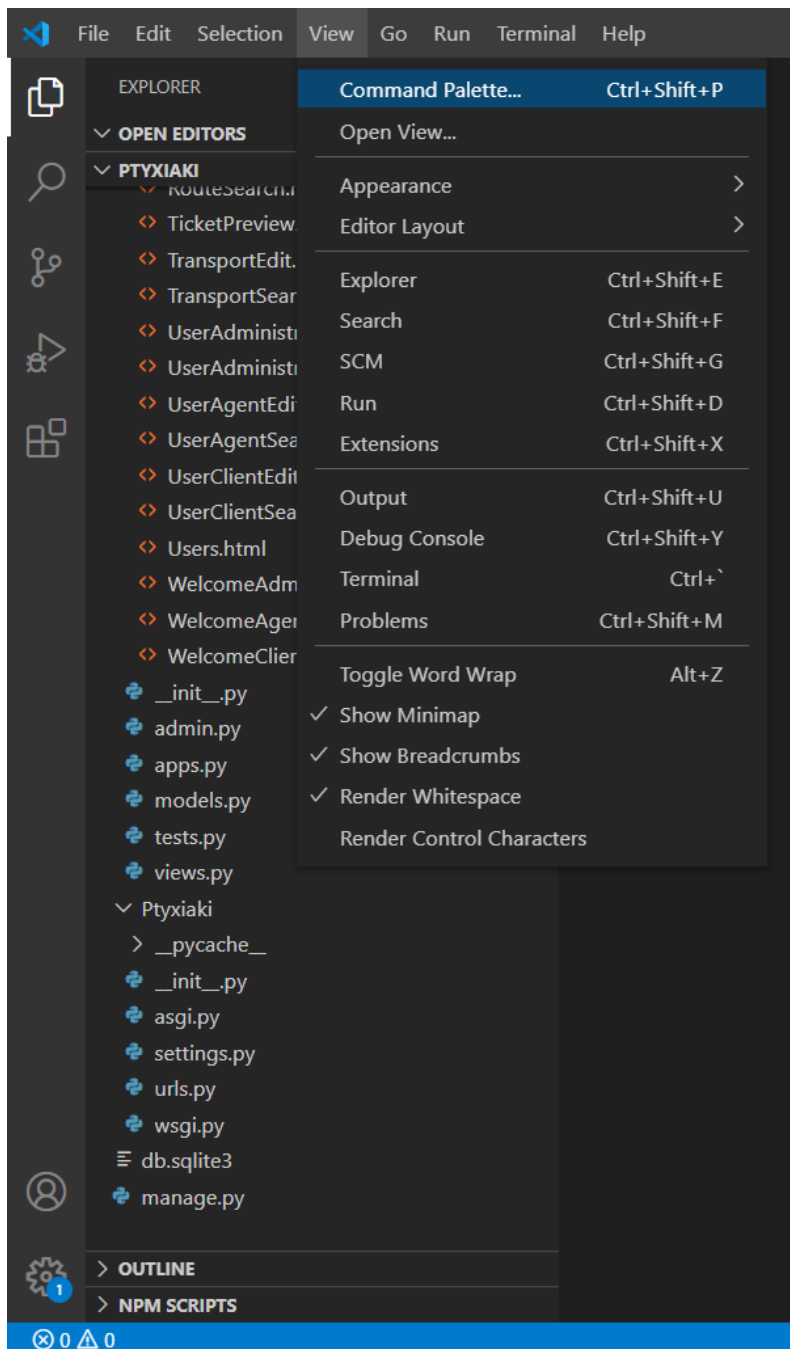 File Edit Selection View Go Run Terminal Help
EXPLORER
OPEN EDITORS
PTYXIAKI
TicketPreview.
TransportEdit.
TransportSear
UserAdministr
UserAdministr
UserAgentEdi
UserAgentSea
UserClientEdit
UserClientSea
Users.html
WelcomeAdm
WelcomeAger
WelcomeClier
__init__.py
admin.py
apps.py
models.py
tests.py
views.py
Ptyxiaki
__pycache__
__init__.py
asgi.py
settings.py
urls.py
wsgi.py
db.sqlite3
manage.py
OUTLINE
NPM SCRIPTS
1
0 0
Command Palette... Ctrl+Shift+P
Open View...
Appearance
Editor Layout
Explorer Ctrl+Shift+E
Search Ctrl+Shift+F
SCM Ctrl+Shift+G
Run Ctrl+Shift+D
Extensions Ctrl+Shift+X
Output Ctrl+Shift+U
Debug Console Ctrl+Shift+Y
Terminal Ctrl+`
Problems Ctrl+Shift+M
Toggle Word Wrap Alt+Z
Show Minimap
Show Breadcrumbs
Render Whitespace
Render Control Characters